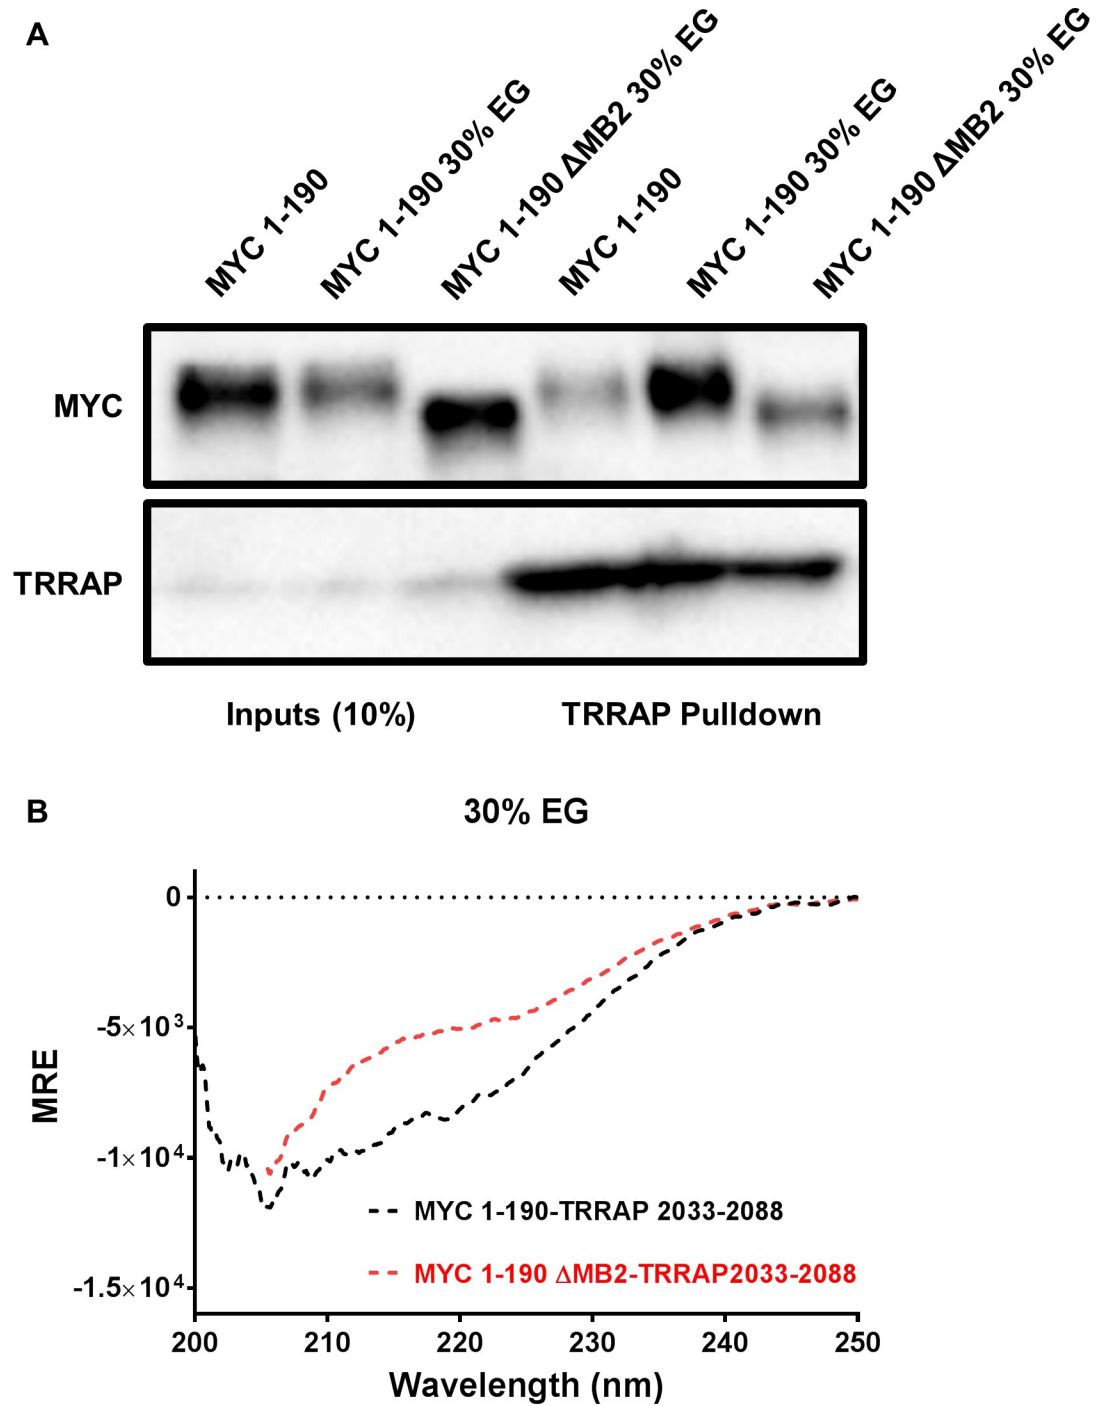 A
MYC 1-190
MYC 1-190 30% EG
MYC 1-190 ΔMB2 30% EG
MYC 1-190
MYC 1-190 30% EG
MYC 1-190 ΔMB2 30% EG
MYC
TRRAP
Inputs (10%)
TRRAP Pulldown
B
30% EG
0
-5×10³
-1×10⁴
-1.5×10⁴
MRE
MYC 1-190-TRRAP 2033-2088
MYC 1-190 ΔMB2-TRRAP2033-2088
200
210
220
230
240
250
Wavelength (nm)